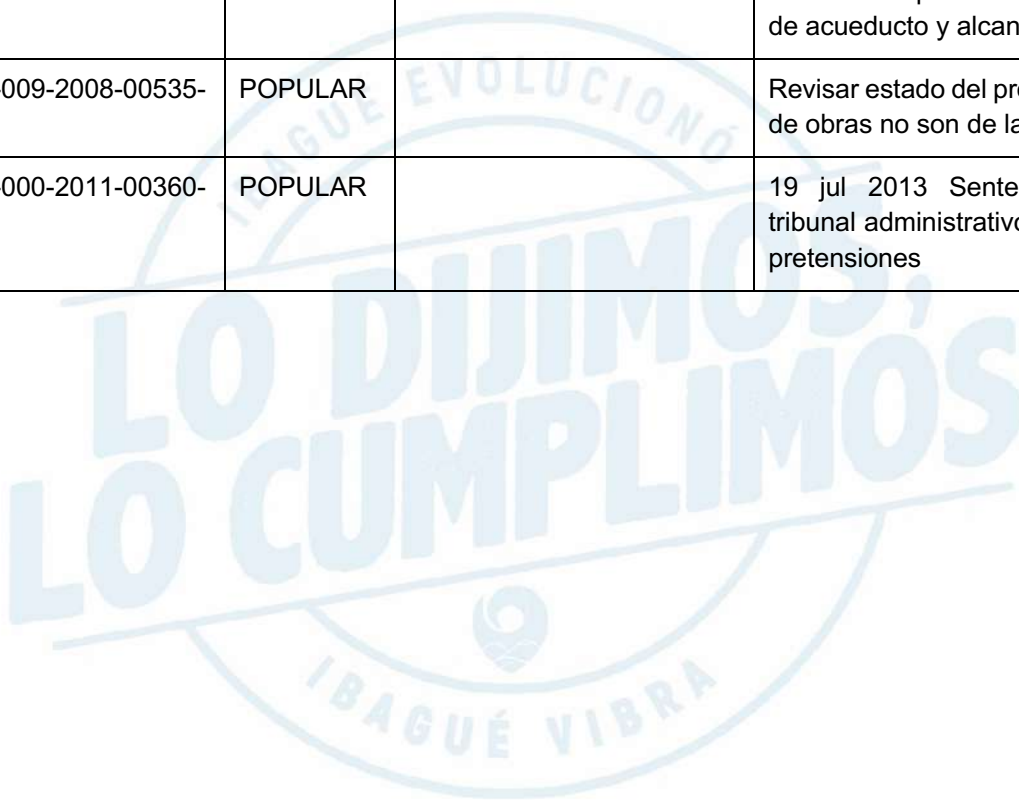 de acueducto y alcan
-009-2008-00535- POPULAR Revisar estado del pr
de obras no son de la
-000-2011-00360- POPULAR 19 jul 2013 Sente
tribunal administrativo
pretensiones
IBAGUÉ EVOLUCIONÓ
LO DIJIMOS,
LO CUMPLIMOS
IBAGUÉ VIBRA